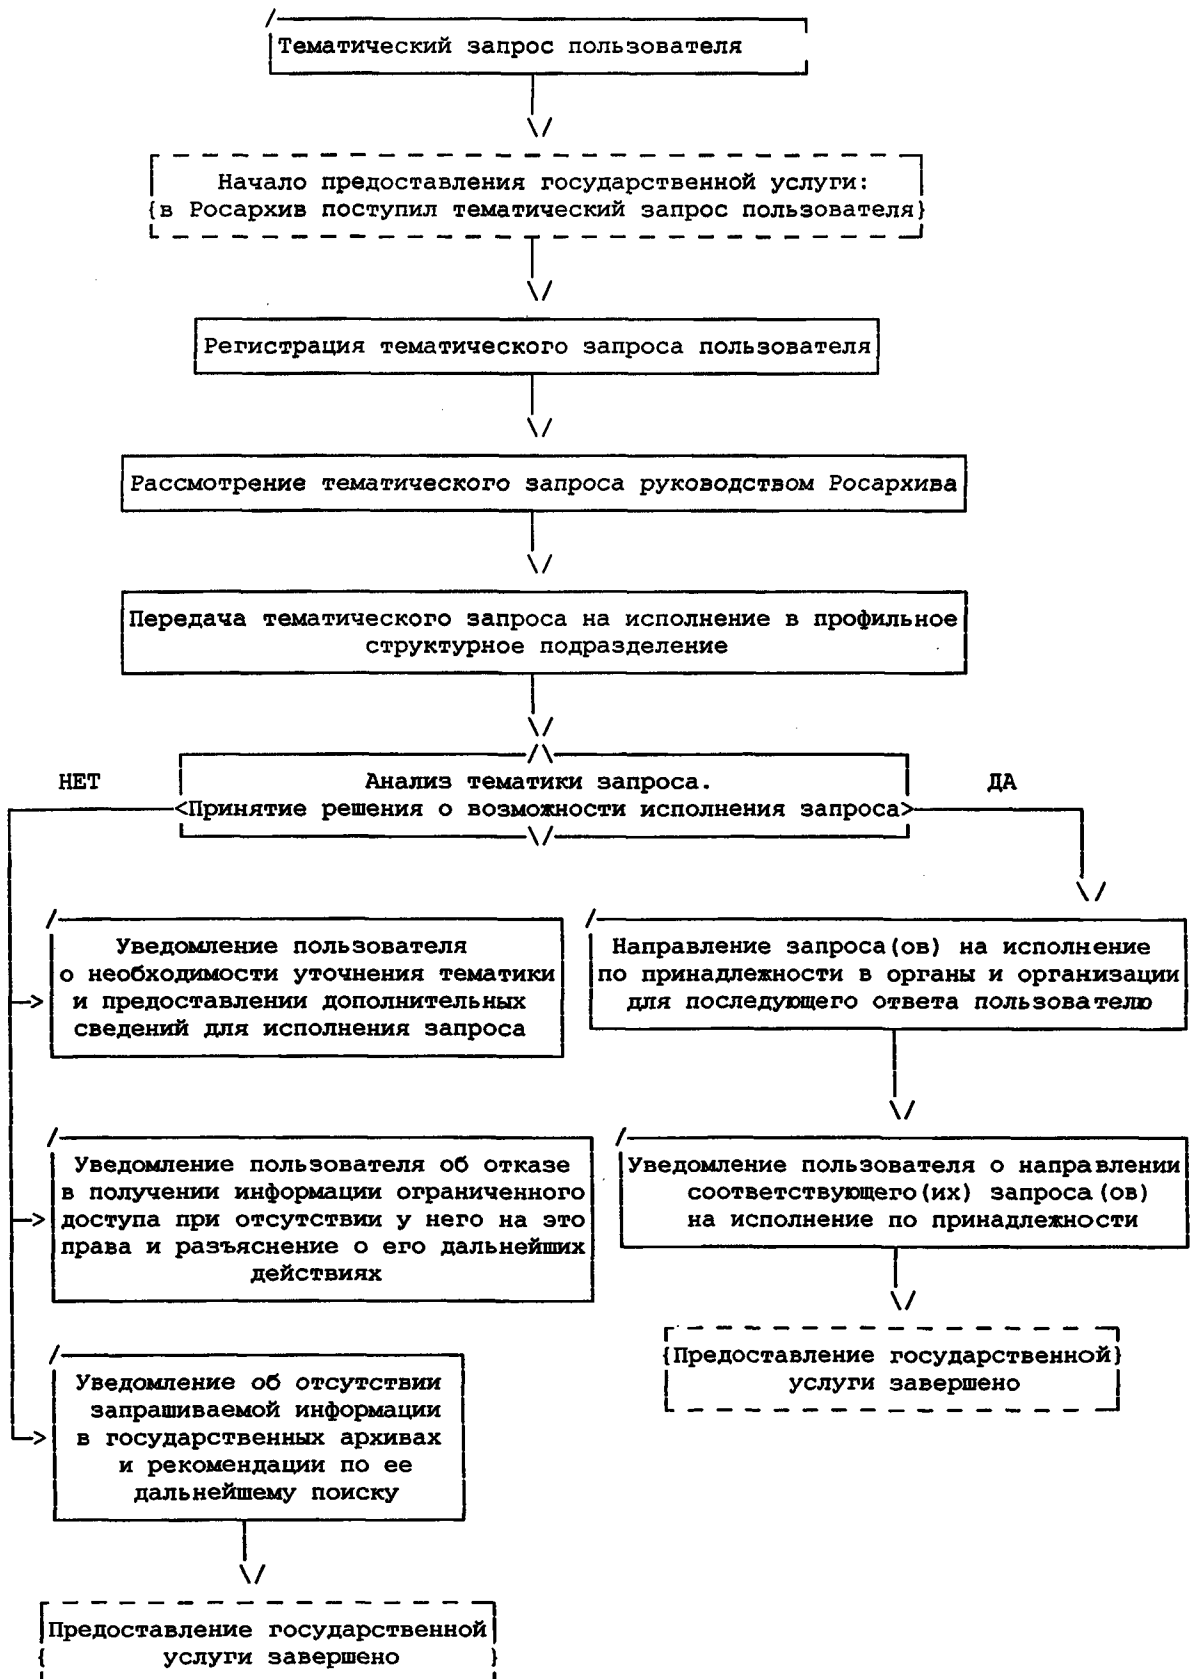 Тематический запрос пользователя
Начало предоставления государственной услуги:
{в Росархив поступил тематический запрос пользователя}
Регистрация тематического запроса пользователя
Рассмотрение тематического запроса руководством Росархива
Передача тематического запроса на исполнение в профильное
структурное подразделение
НЕТ
Анализ тематики запроса.
<Принятие решения о возможности исполнения запроса>
ДА
Уведомление пользователя
о необходимости уточнения тематики
и предоставлении дополнительных
сведений для исполнения запроса
Направление запроса(ов) на исполнение
по принадлежности в органы и организации
для последующего ответа пользователю
Уведомление пользователя об отказе
в получении информации ограниченного
доступа при отсутствии у него на это
права и разъяснение о его дальнейших
действиях
Уведомление пользователя о направлении
соответствующего(их) запроса(ов)
на исполнение по принадлежности
{Предоставление государственной}
услуги завершено
Уведомление об отсутствии
запрашиваемой информации
в государственных архивах
и рекомендации по ее
дальнейшему поиску
Предоставление государственной
{ услуги завершено }